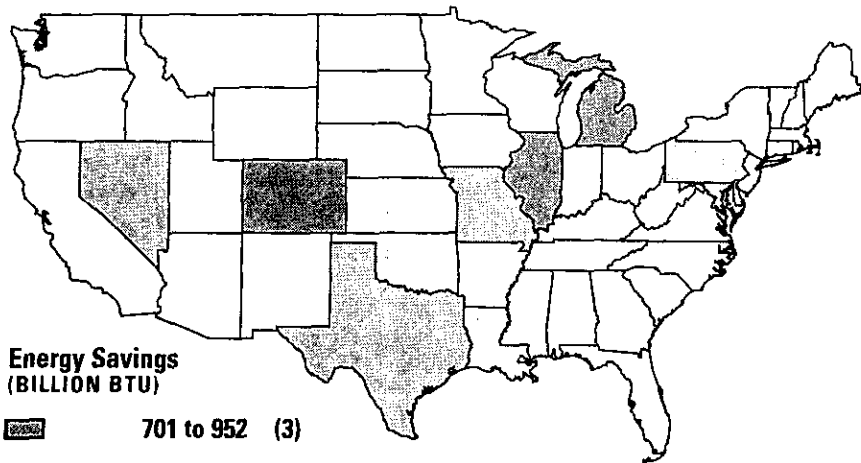 Energy Savings
(BILLION BTU)
701 to 952 (3)